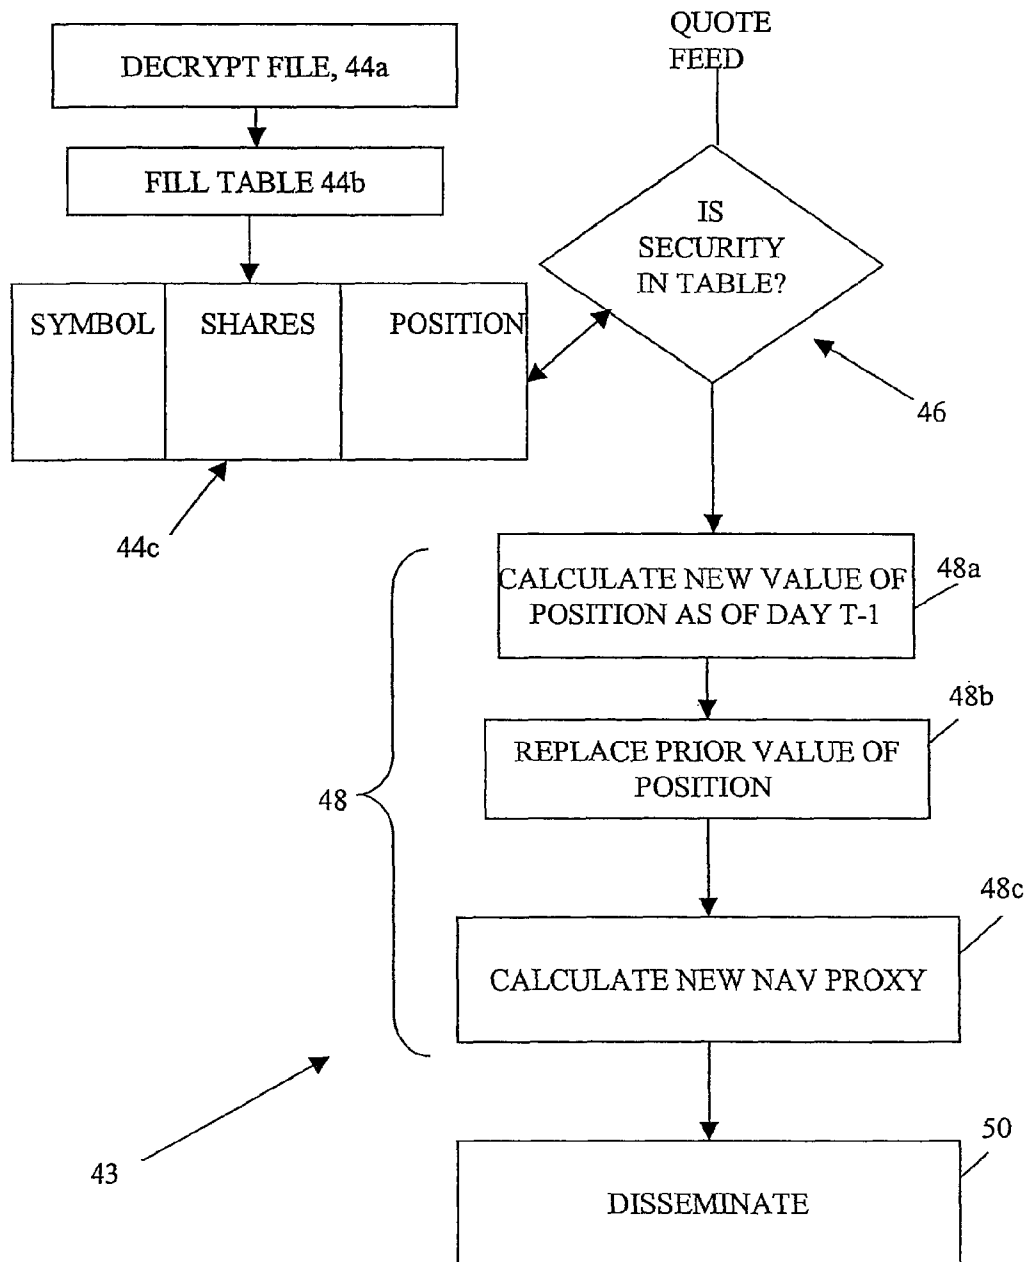 DECRYPT FILE, 44a
FILL TABLE 44b
SYMBOL SHARES POSITION
44c
QUOTE
FEED
IS
SECURITY
IN TABLE?
46
CALCULATE NEW VALUE OF
POSITION AS OF DAY T-1
48a
REPLACE PRIOR VALUE OF
POSITION
48b
48
CALCULATE NEW NAV PROXY
48c
43
DISSEMINATE
50